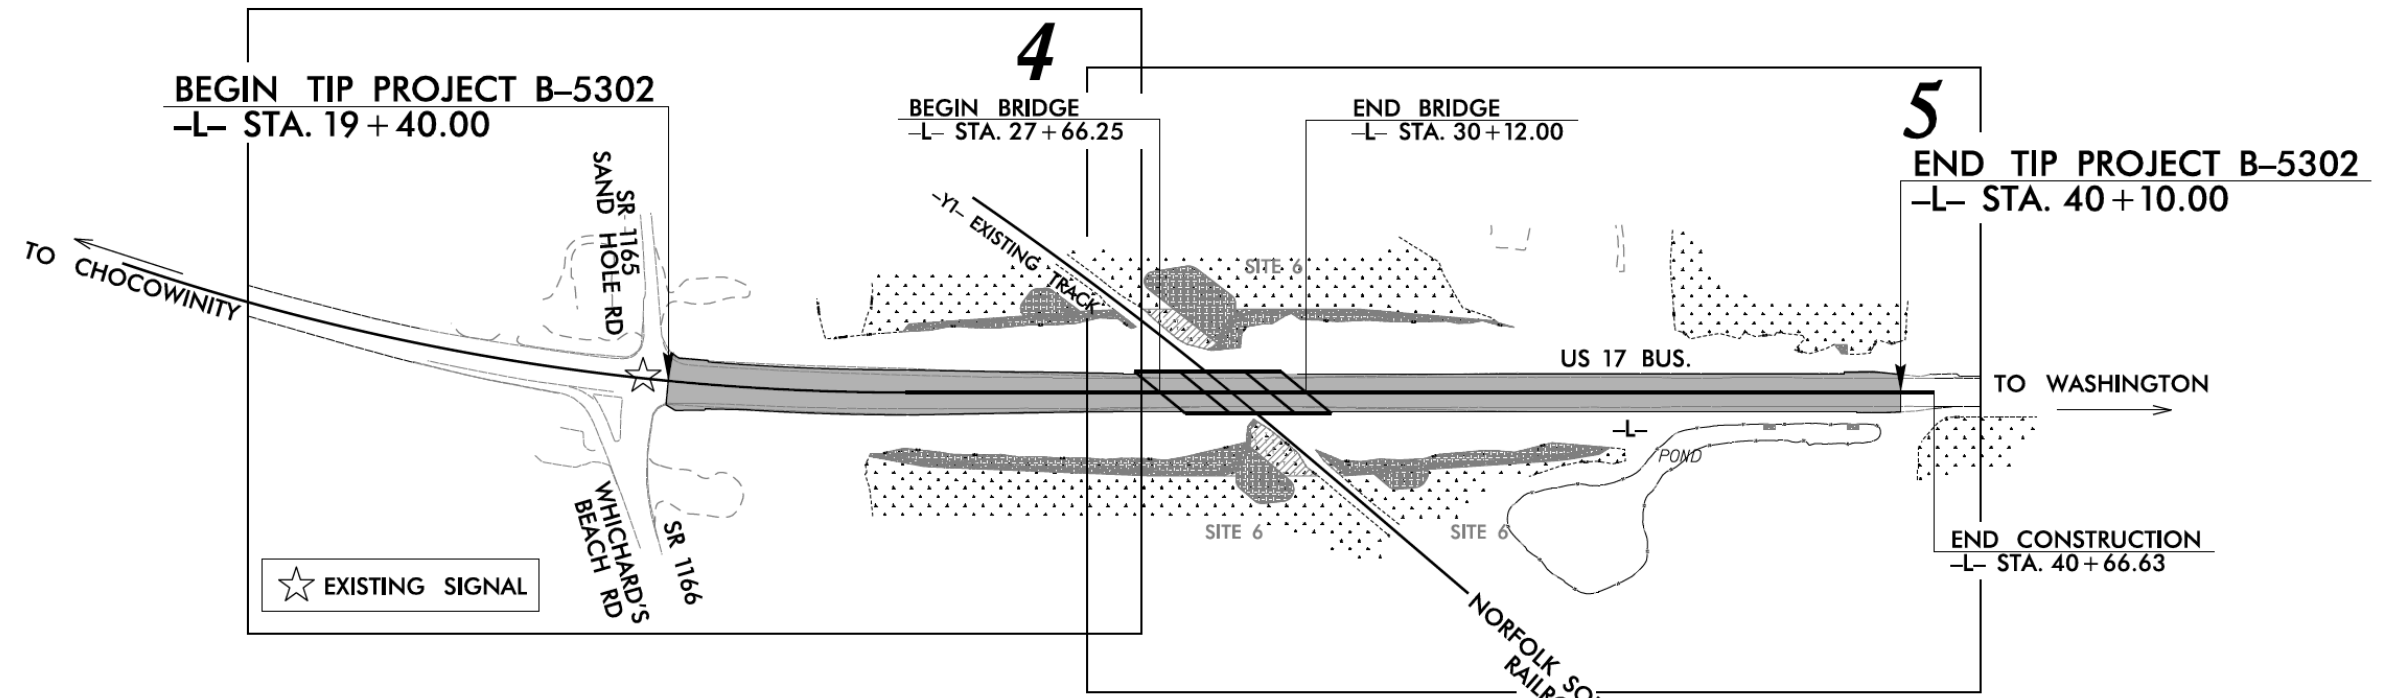 4
5
BEGIN TIP PROJECT B–5302
–L– STA. 19+40.00
BEGIN BRIDGE
–L– STA. 27+66.25
END BRIDGE
–L– STA. 30+12.00
END TIP PROJECT B–5302
–L– STA. 40+10.00
SR 1165
SAND HOLE RD
–Y1– EXISTING TRACK
SITE 6
TO CHOCOWINITY
US 17 BUS.
TO WASHINGTON
–L–
POND
WHICHARD'S
BEACH RD
SR 1166
SITE 6
SITE 6
END CONSTRUCTION
–L– STA. 40+66.63
EXISTING SIGNAL
NORFOLK